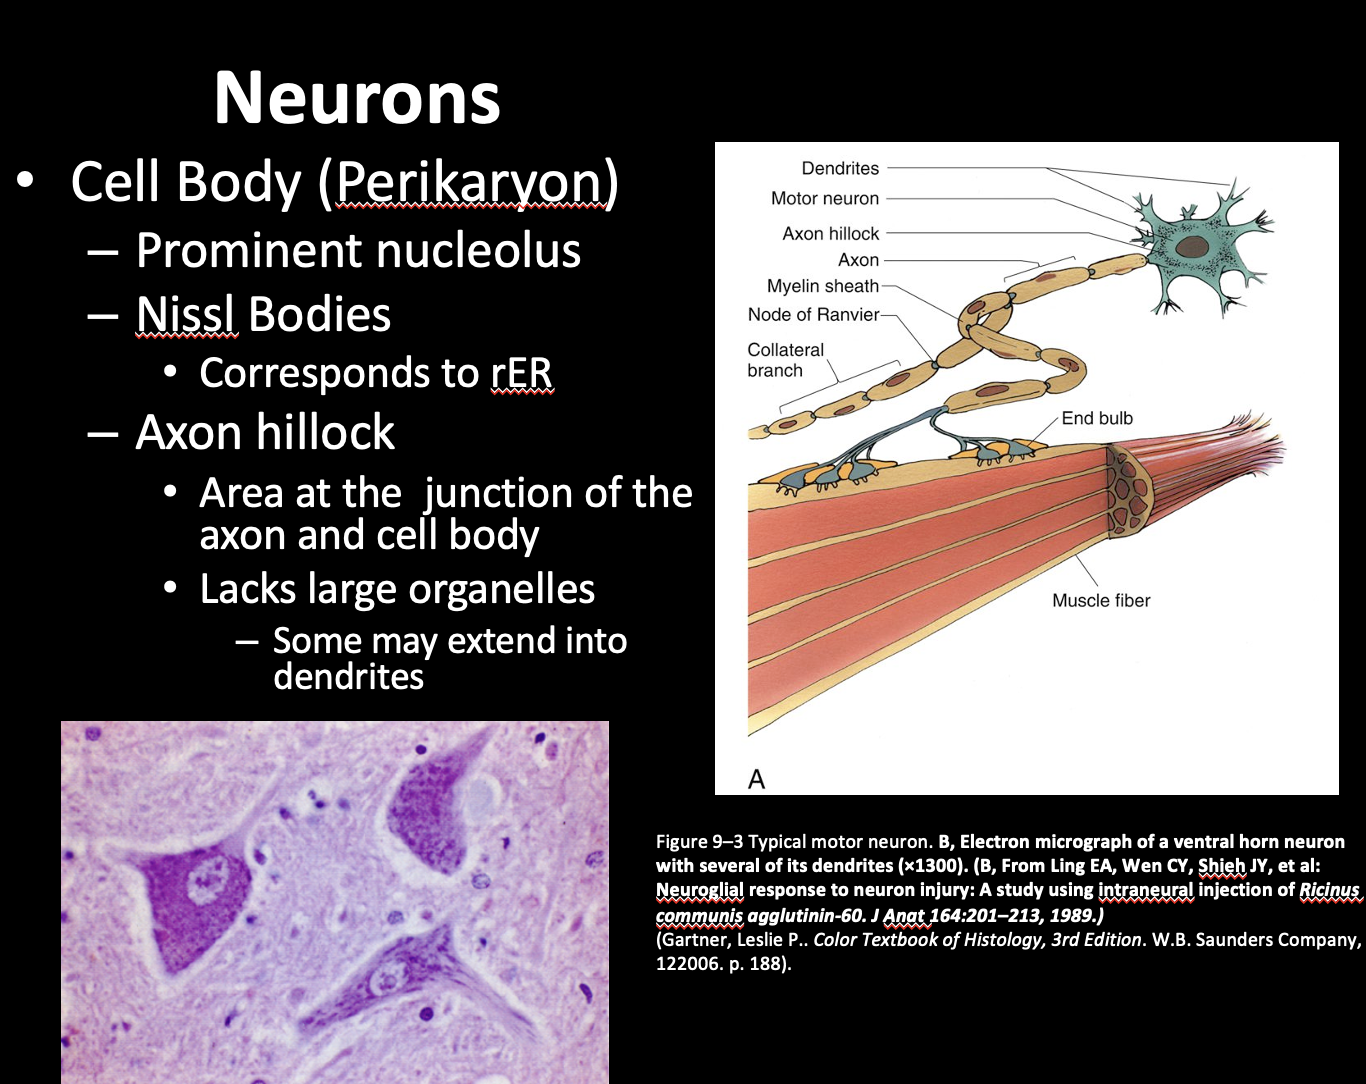 Neurons
• Cell Body (Perikaryon)
– Prominent nucleolus
– Nissl Bodies
• Corresponds to rER
– Axon hillock
• Area at the  junction of the
axon and cell body
• Lacks large organelles
– Some may extend into
dendrites
Dendrites
Motor neuron
Axon hillock
Axon
Myelin sheath
Node of Ranvier
Collateral
branch
End bulb
Muscle fiber
A
Figure 9–3 Typical motor neuron. B, Electron micrograph of a ventral horn neuron
with several of its dendrites (×1300). (B, From Ling EA, Wen CY, Shieh JY, et al:
Neuroglial response to neuron injury: A study using intraneural injection of Ricinus
communis agglutinin-60. J Anat 164:201–213, 1989.)
(Gartner, Leslie P.. Color Textbook of Histology, 3rd Edition. W.B. Saunders Company,
122006. p. 188).